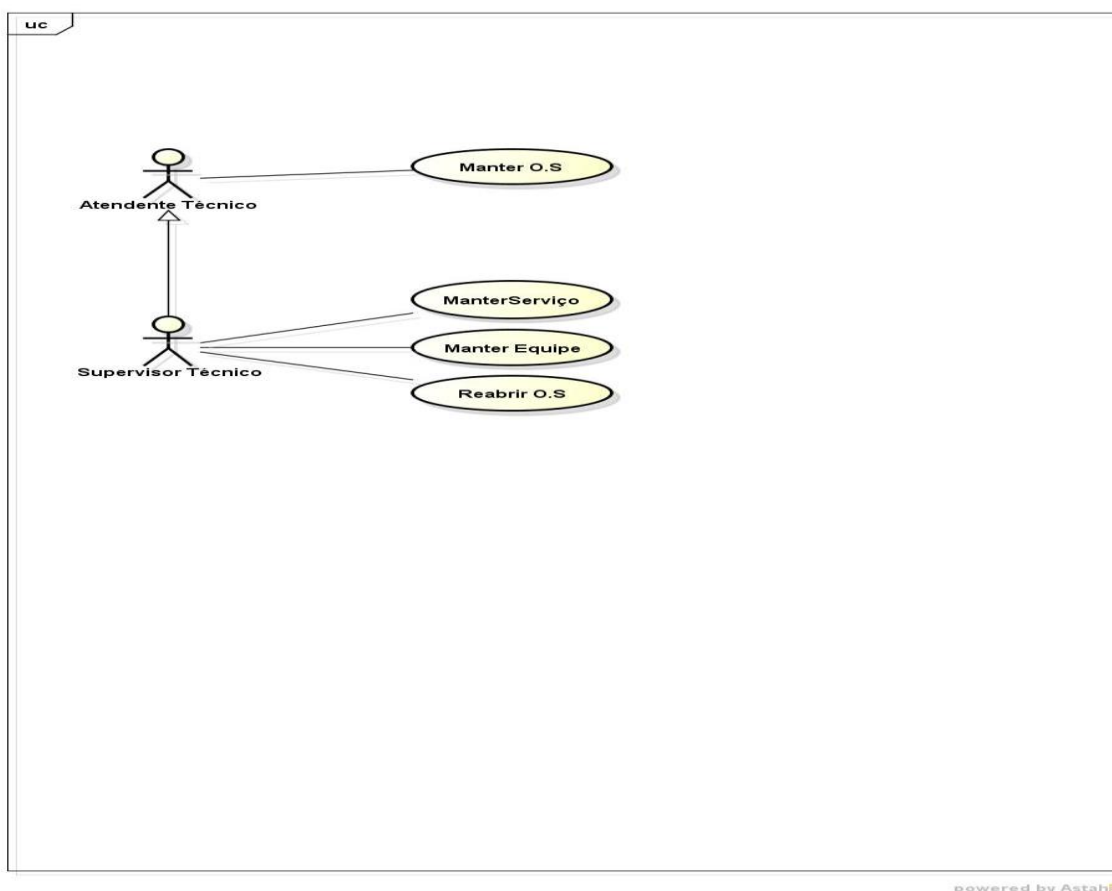 uc
Manter O.S
Atendente Técnico
ManterServiço
Manter Equipe
Supervisor Técnico
Reabrir O.S
powered by Astah